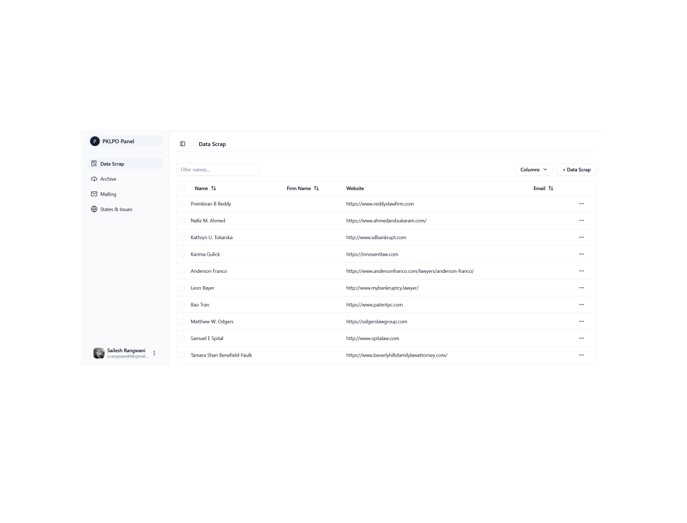 P PKLPO Panel
Data Scrap
Archive
Mailing
States & Issues
Sailesh Rangwani
Data Scrap
Filter names...
Columns
+ Data Scrap
Name Firm Name Website Email
Premkiran B Reddy https://www.reddyslawfirm.com
Nafiz M. Ahmed https://www.ahmedandsukaram.com/
Kathryn U. Tokarska http://www.sdbankrupt.com
Karima Gulick https://innoventlaw.com
Anderson Franco https://www.andersonfranco.com/lawyers/anderson-franco/
Leon Bayer http://www.mybankruptcy.lawyer/
Bao Tran https://www.patentpc.com
Matthew W. Odgers https://odgerslawgroup.com
Samuel E Spital http://www.spitalaw.com
Tamara Shari Benefield-Faulk https://www.beverlyhillsfamilylawattorney.com/